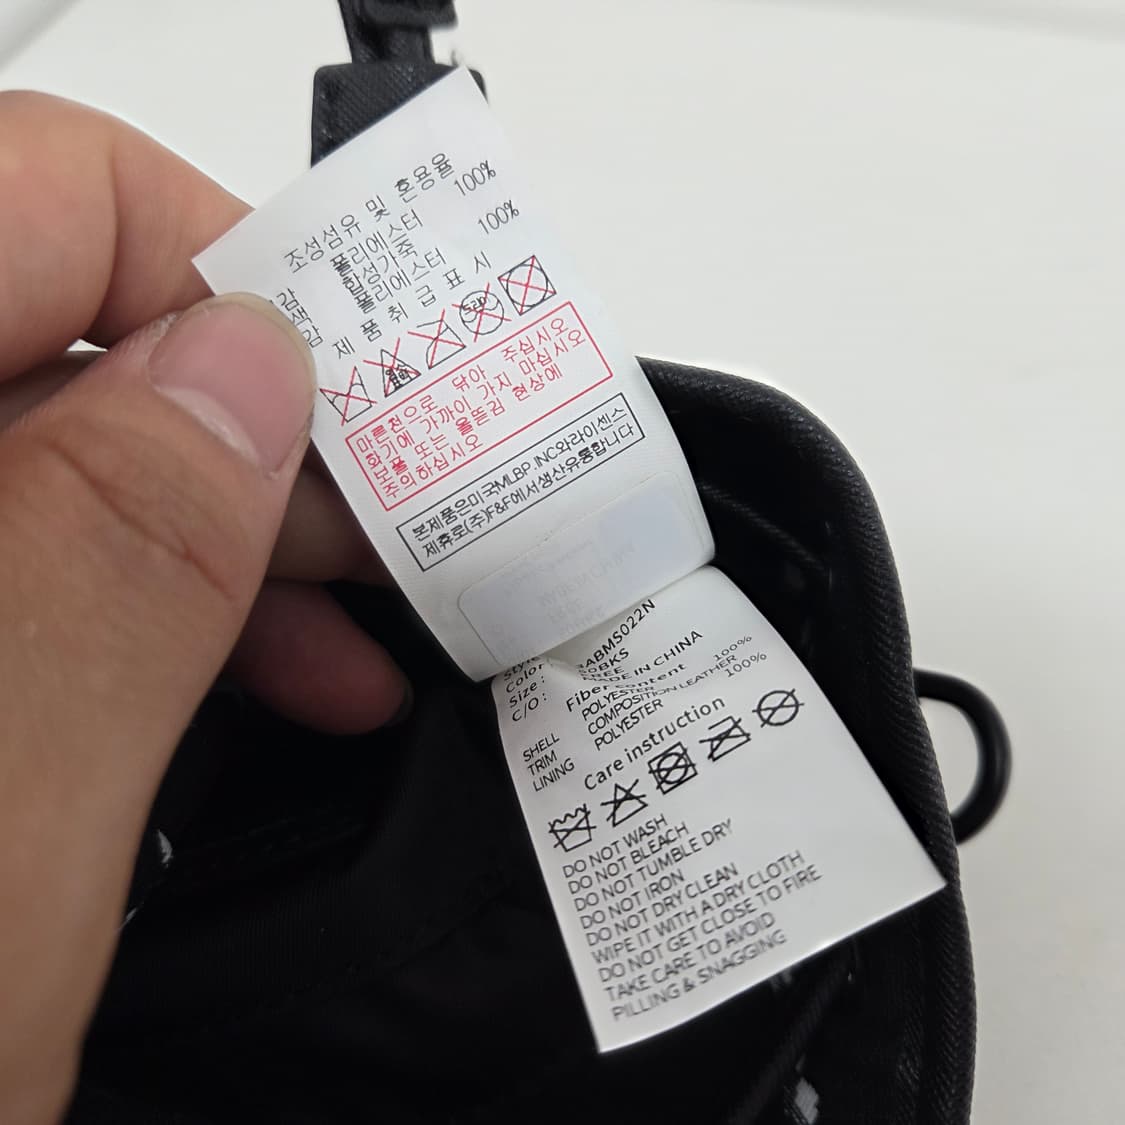 조성섬유 및 혼용율
폴리에스터 100%
합성가죽
폴리에스터 100%
제 품 취 급 표 시
마른천으로 닦아 주십시오
화기에 가까이 가지 마십시오
보풀 또는 올뜯김 현상에
주의하십시오
본제품은미국MLBP.INC와라이센스
제휴로(주)F&F에서생산유통합니다
Color:
Size:
C/O: MADE IN CHINA
Fiber content
SHELL POLYESTER 100%
TRIM COMPOSITION LEATHER
LINING POLYESTER 100%
Care instruction
DO NOT WASH
DO NOT BLEACH
DO NOT TUMBLE DRY
DO NOT IRON
DO NOT DRY CLEAN
WIPE IT WITH A DRY CLOTH
DO NOT GET CLOSE TO FIRE
TAKE CARE TO AVOID
PILLING & SNAGGING